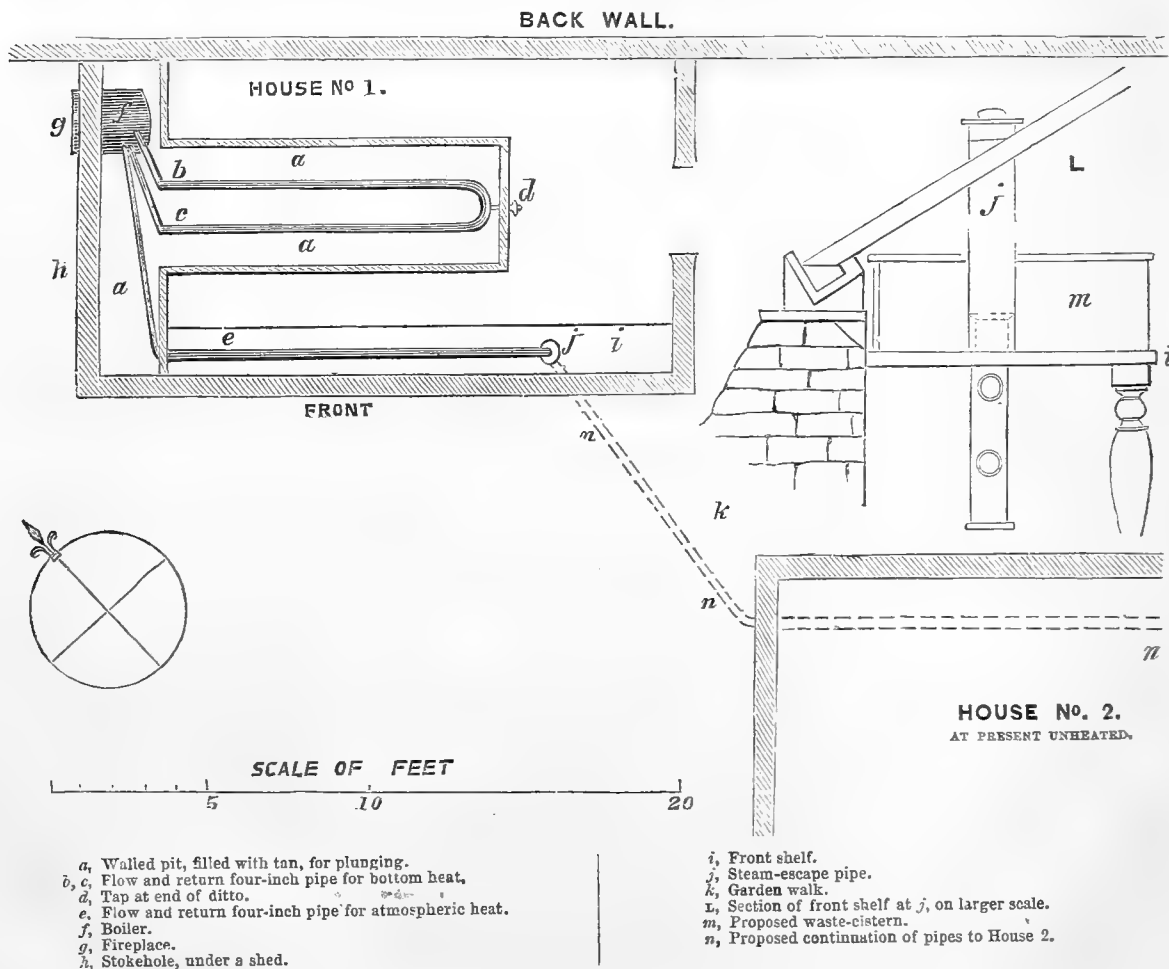 BACK WALL.
HOUSE No 1.
g
f
b
a
c
d
a
h
a
e
j
i
FRONT
L
j
m
i
n
k
n
n
HOUSE No. 2.
AT PRESENT UNHEATED.
SCALE OF FEET
5 10 20
a, Walled pit, filled with tan, for plunging.
b, c, Flow and return four-inch pipe for bottom heat.
d, Tap at end of ditto.
e, Flow and return four-inch pipe for atmospheric heat.
f, Boiler.
g, Fireplace.
h, Stokehole, under a shed.
i, Front shelf.
j, Steam-escape pipe.
k, Garden walk.
L, Section of front shelf at j, on larger scale.
m, Proposed waste-cistern.
n, Proposed continuation of pipes to House 2.